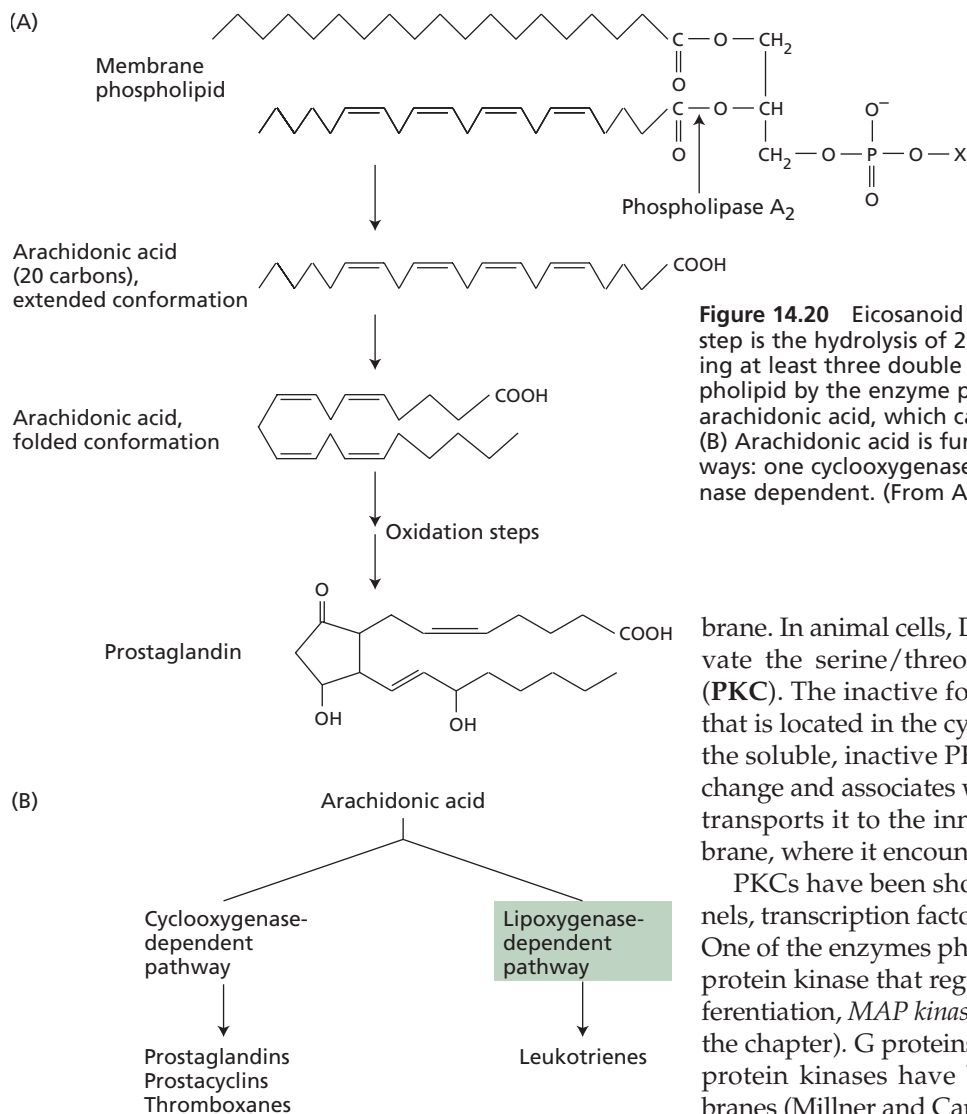 (A)
C — O — CH2
O
Membrane
phospholipid
C — O — CH
O
O–
CH2 — O — P — O — X
O
Phospholipase A2
Arachidonic acid
(20 carbons),
extended conformation
COOH
Figure 14.20 Eicosanoid
step is the hydrolysis of 2
ing at least three double
pholipid by the enzyme p
arachidonic acid, which ca
(B) Arachidonic acid is fur
ways: one cyclooxygenase
nase dependent. (From A
Arachidonic acid,
folded conformation
COOH
Oxidation steps
Prostaglandin
O
COOH
OH
OH
brane. In animal cells, D
vate the serine/threo
(PKC). The inactive fo
that is located in the cy
the soluble, inactive PK
change and associates w
transports it to the inn
brane, where it encoun
PKCs have been sho
nels, transcription facto
One of the enzymes ph
protein kinase that reg
ferentiation, MAP kinas
the chapter). G proteins
protein kinases have b
branes (Millner and Cau
(B)
Arachidonic acid
Cyclooxygenase-
dependent
pathway
Lipoxygenase-
dependent
pathway
Prostaglandins
Prostacyclins
Thromboxanes
Leukotrienes